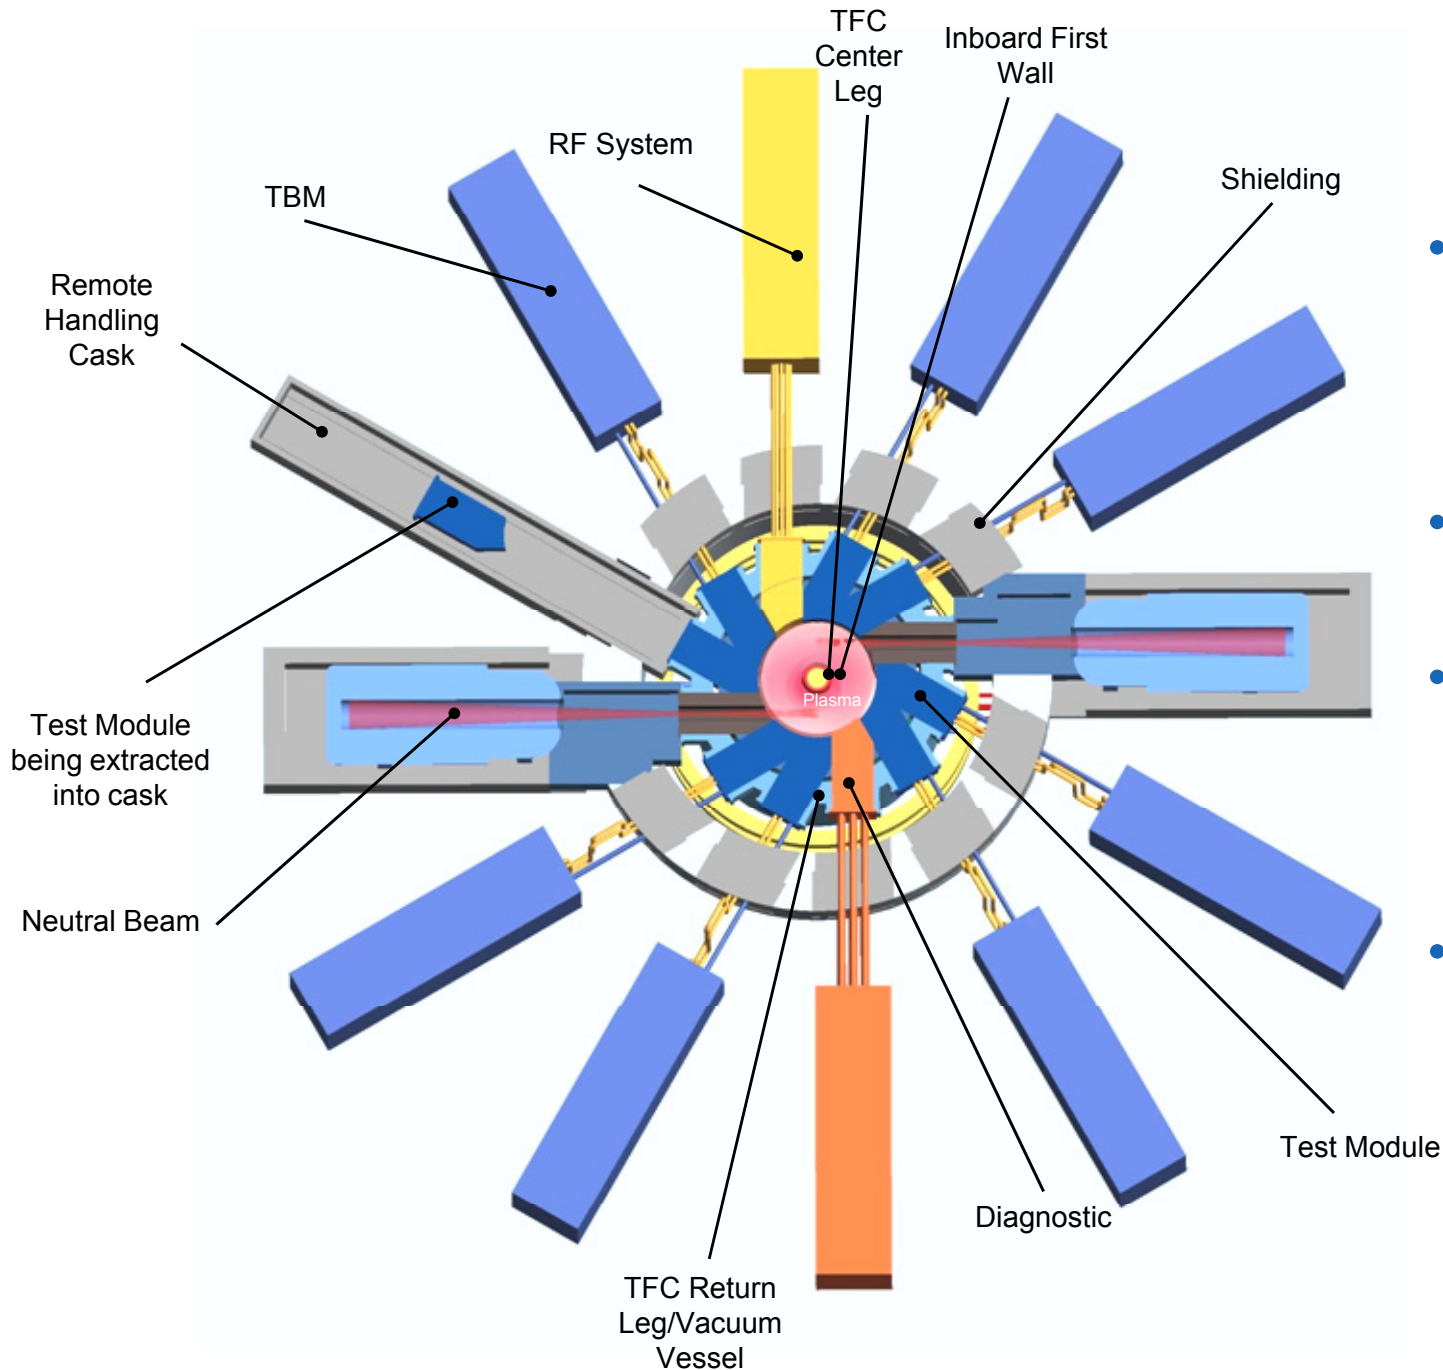 TFC
Center
Leg
Inboard First
Wall
RF System
TBM
Shielding
Remote
Handling
Cask
Plasma
Test Module
being extracted
into cask
Neutral Beam
Test Module
Diagnostic
TFC Return
Leg/Vacuum
Vessel